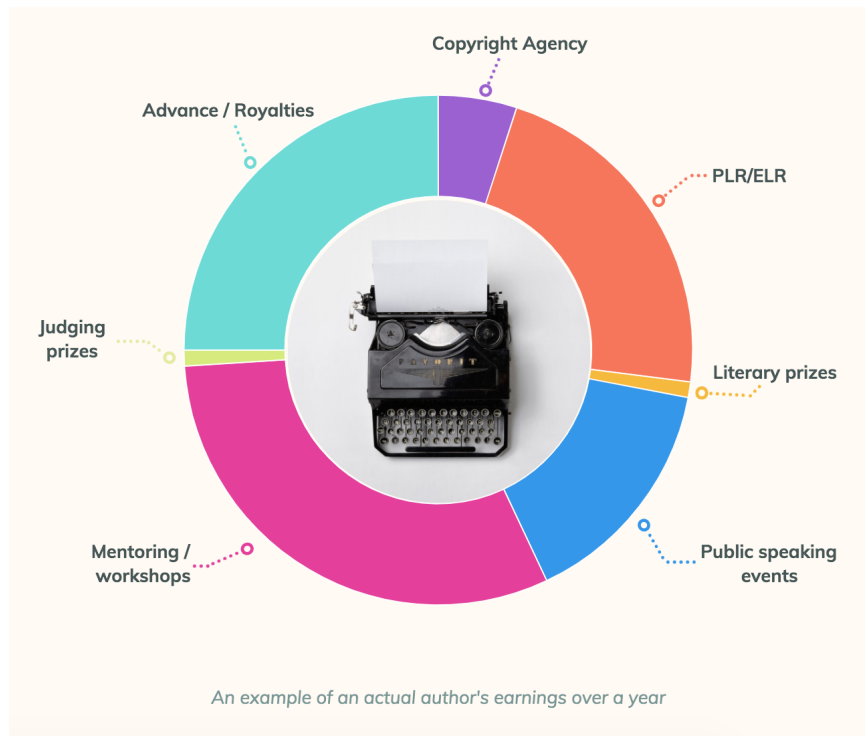 Copyright Agency
Advance / Royalties
PLR/ELR
Judging
prizes
Literary prizes
Mentoring /
workshops
Public speaking
events
An example of an actual author's earnings over a year